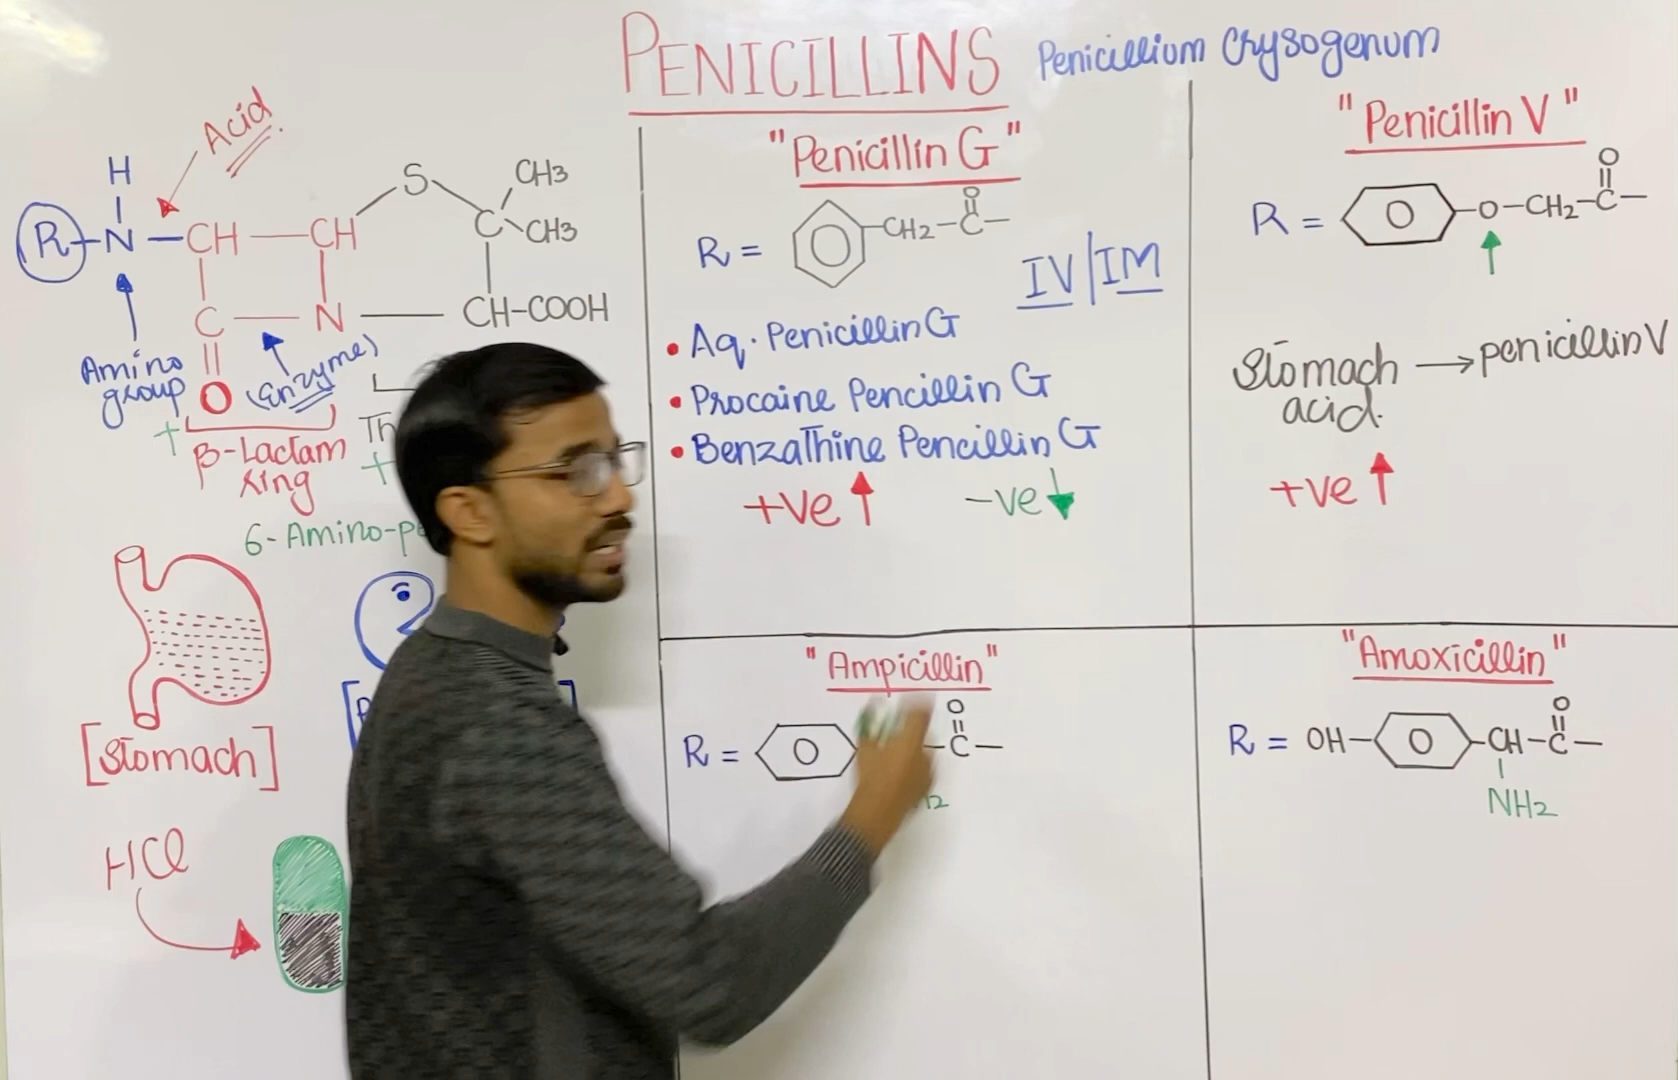 PENICILLINS Penicillium Crysogenum
Acid
H
R-N-CH-CH
S
C
CH3
CH3
C-N-CH-COOH
O
Amino
group
(Enzyme)
+
β-Lactam
ring
Th
+
6-Amino-pe
[Stomach]
HCl
"Penicillin G"
R =
-CH2-C-
O
IV/IM
• Aq. Penicillin G
• Procaine Pencillin G
• Benzathine Pencillin G
+ve ↑ -ve ↓
"Penicillin V"
R =
O
-O-CH2-C-
O
↑
Stomach → penicillin V
acid.
+ve ↑
"Ampicillin"
O
R =
O
-C-
"Amoxicillin"
O
R = OH-
O
-CH-C-
NH2